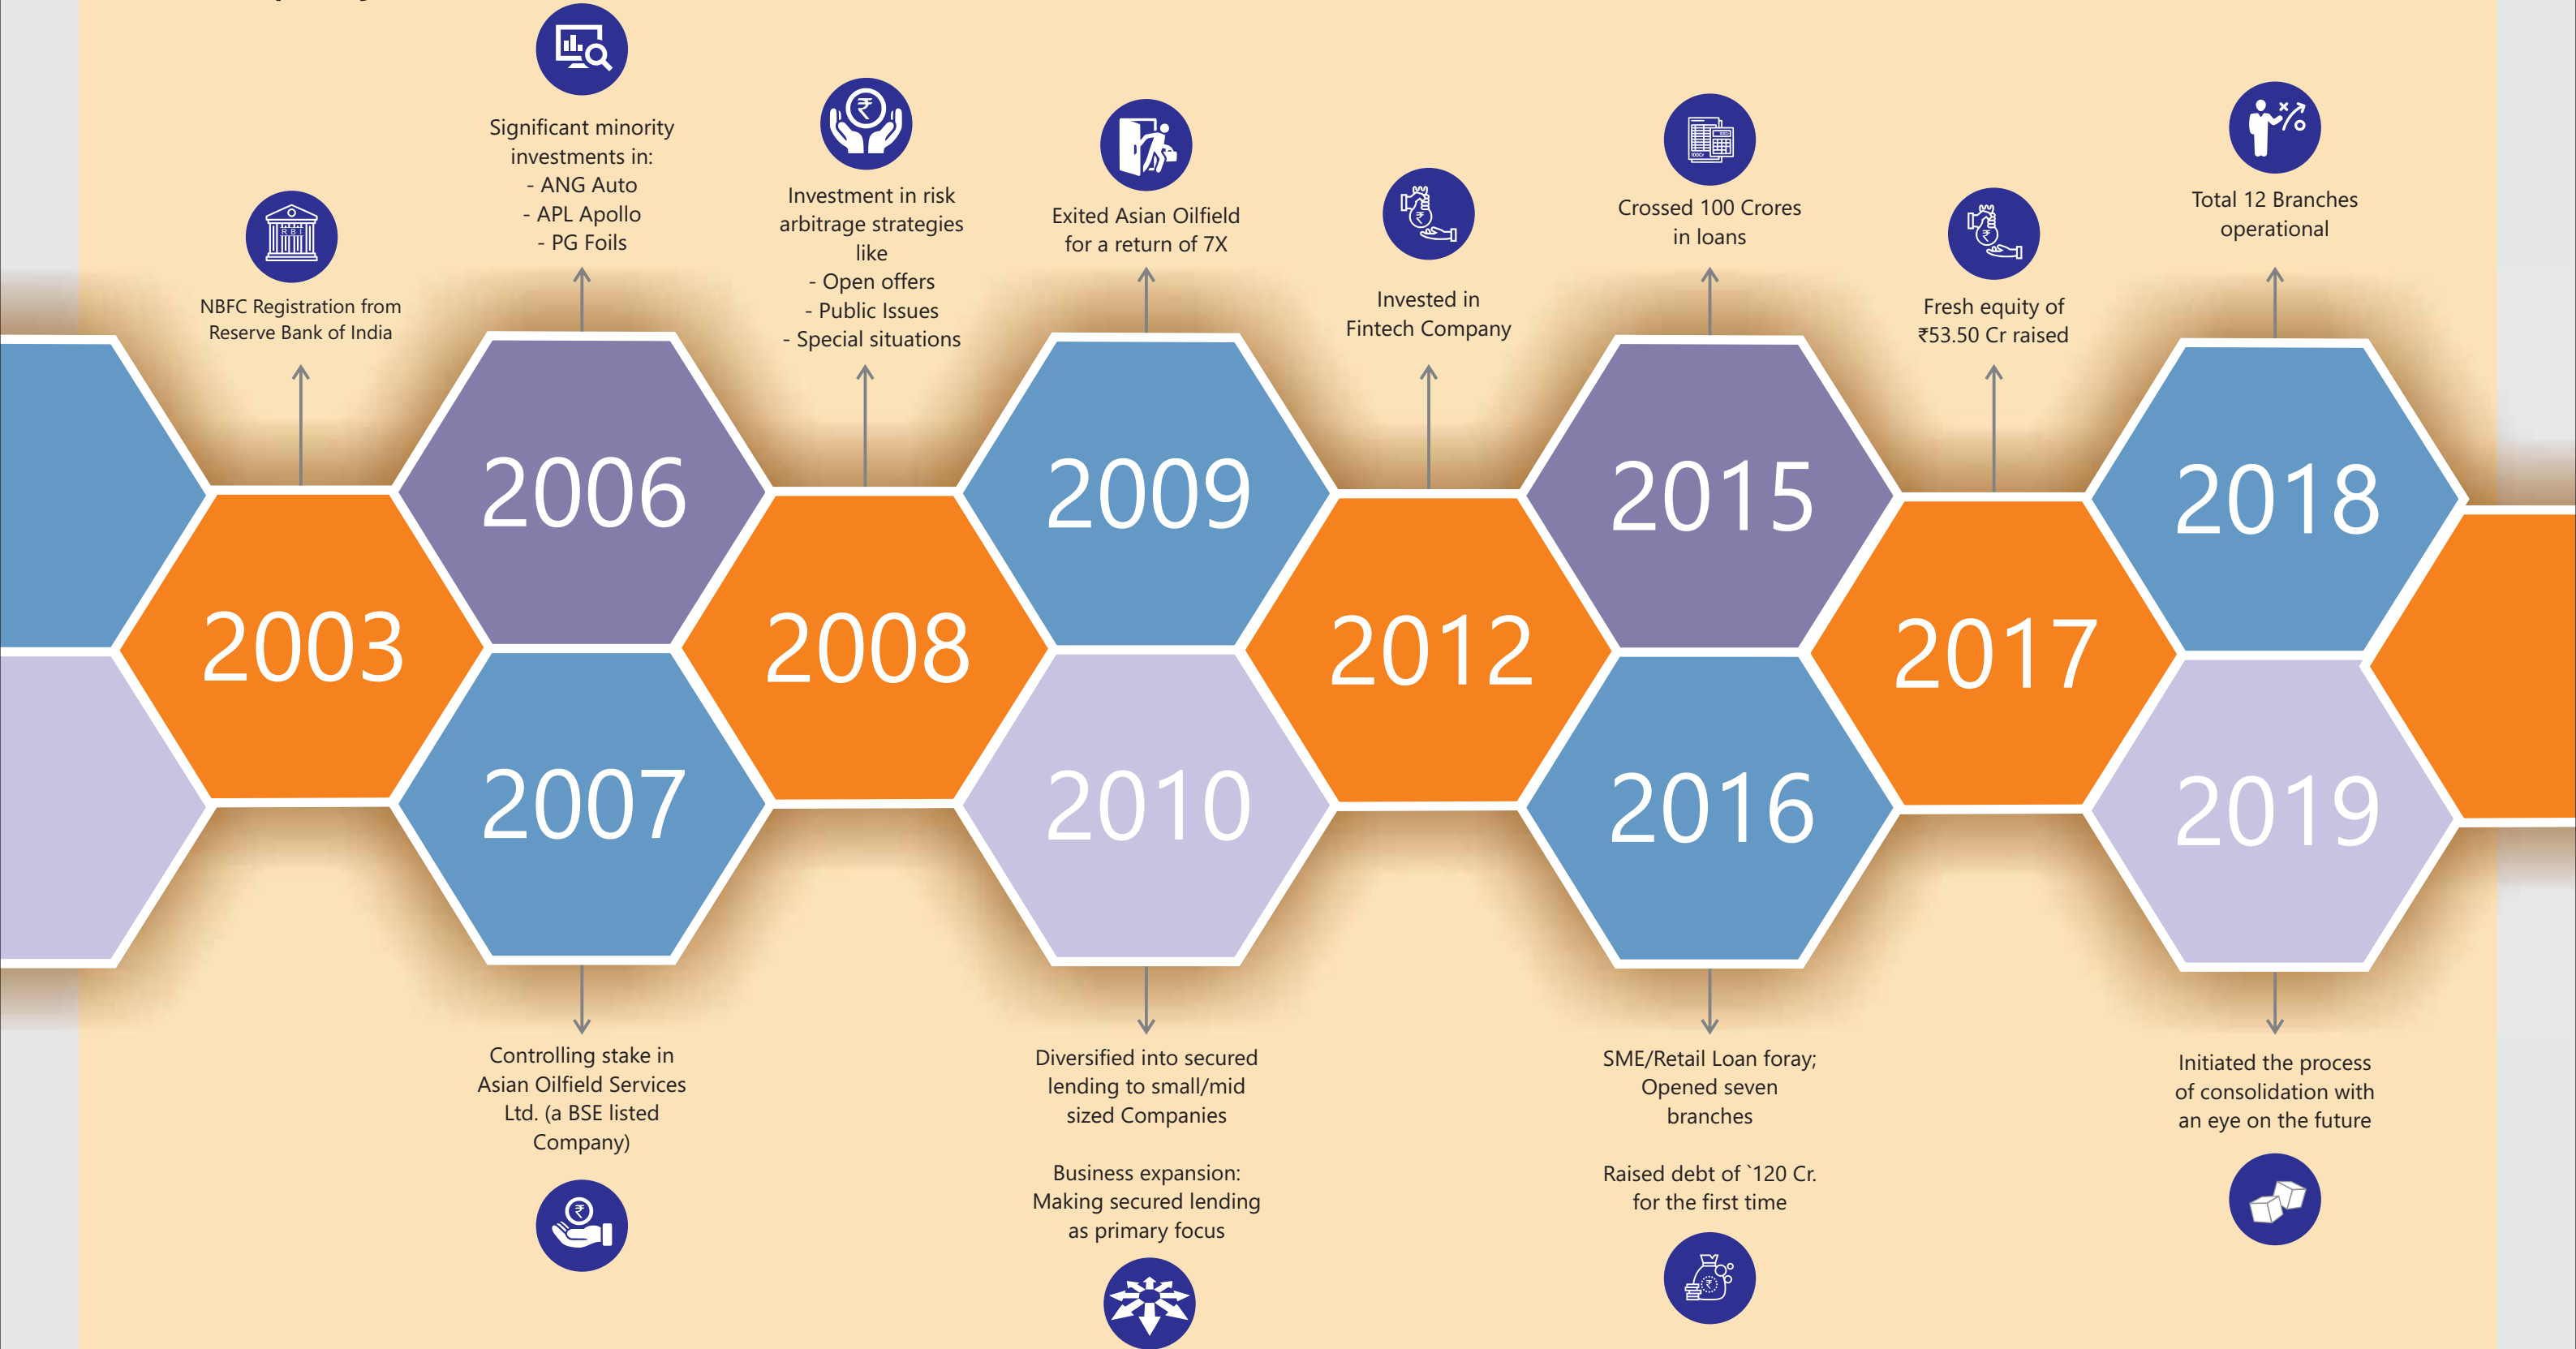 Significant minority
investments in:
- ANG Auto
- APL Apollo
- PG Foils
Investment in risk
arbitrage strategies
like
- Open offers
- Public Issues
- Special situations
Exited Asian Oilfield
for a return of 7X
Crossed 100 Crores
in loans
Total 12 Branches
operational
RBI
NBFC Registration from
Reserve Bank of India
Invested in
Fintech Company
Fresh equity of
₹53.50 Cr raised
2006
2009
2015
2018
2003
2008
2012
2017
2007
2010
2016
2019
Controlling stake in
Asian Oilfield Services
Ltd. (a BSE listed
Company)
Diversified into secured
lending to small/mid
sized Companies
Business expansion:
Making secured lending
as primary focus
SME/Retail Loan foray;
Opened seven
branches
Raised debt of `120 Cr.
for the first time
Initiated the process
of consolidation with
an eye on the future